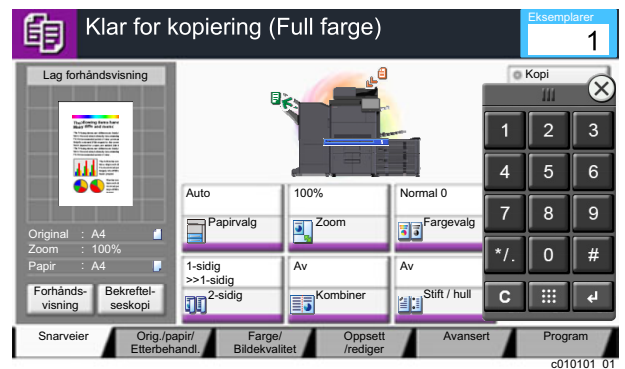 Klar for kopiering (Full farge)
Eksemplarer
1
Lag forhåndsvisning
Original : A4
Zoom : 100%
Papir : A4
Forhånds-
visning
Bekreftel-
seskopi
Auto
Papirvalg
100%
Zoom
Normal 0
Fargevalg
1-sidig
>>1-sidig
2-sidig
Av
Kombiner
Av
Stift / hull
Kopi
1 2 3
4 5 6
7 8 9
*/. 0 #
C
Snarveier
Orig./papir/
Etterbehandl.
Farge/
Bildekvalitet
Oppsett
/rediger
Avansert
Program
c010101_01